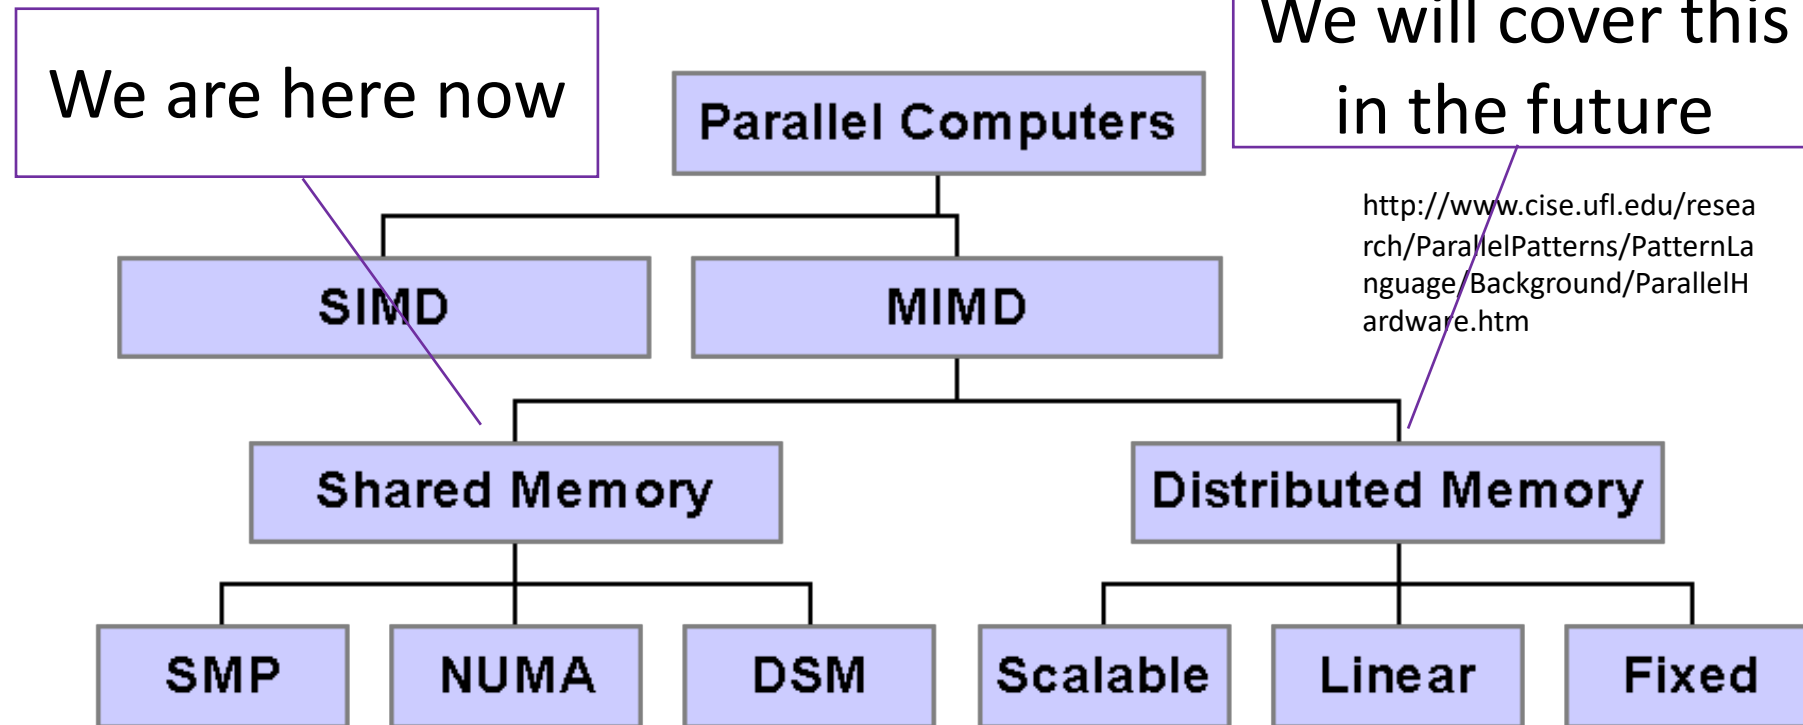 We will cover this
in the future
We are here now
Parallel Computers
http://www.cise.ufl.edu/resea
rch/ParallelPatterns/PatternLa
nguage/Background/ParallelH
ardware.htm
SIMD
MIMD
Shared Memory
Distributed Memory
SMP
NUMA
DSM
Scalable
Linear
Fixed